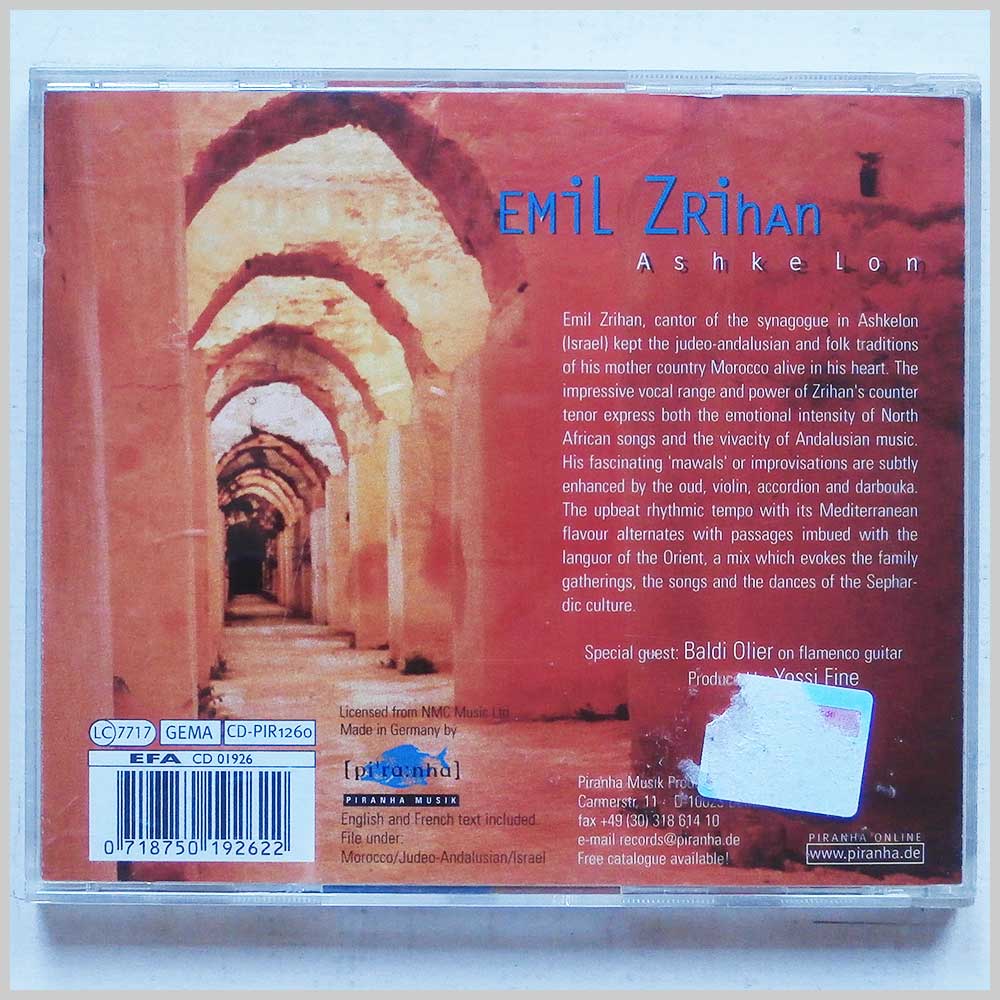 EMiL ZRihAN
Ashkelon
Emil Zrihan, cantor of the synagogue in Ashkelon
(Israel) kept the judeo-andalusian and folk traditions
of his mother country Morocco alive in his heart. The
impressive vocal range and power of Zrihan's counter
tenor express both the emotional intensity of North
African songs and the vivacity of Andalusian music.
His fascinating 'mawals' or improvisations are subtly
enhanced by the oud, violin, accordion and darbouka.
The upbeat rhythmic tempo with its Mediterranean
flavour alternates with passages imbued with the
languor of the Orient, a mix which evokes the family
gatherings, the songs and the dances of the Sephar-
dic culture.
Special guest: Baldi Olier on flamenco guitar
Yossi Fine
LC 7717 GEMA CD-PIR1260
EFA CD 01926
0 718750 192622
Licensed from NMC Music Ltd
Made in Germany by
[pi'ra:nha]
PIRANHA MUSIK
English and French text included.
File under:
Morocco/Judeo-Andalusian/Israel
Piranha Musik
Carmerstr. 11
fax +49 (30) 318 614 10
e-mail records@piranha.de
Free catalogue available!
PIRANHA ONLINE
www.piranha.de